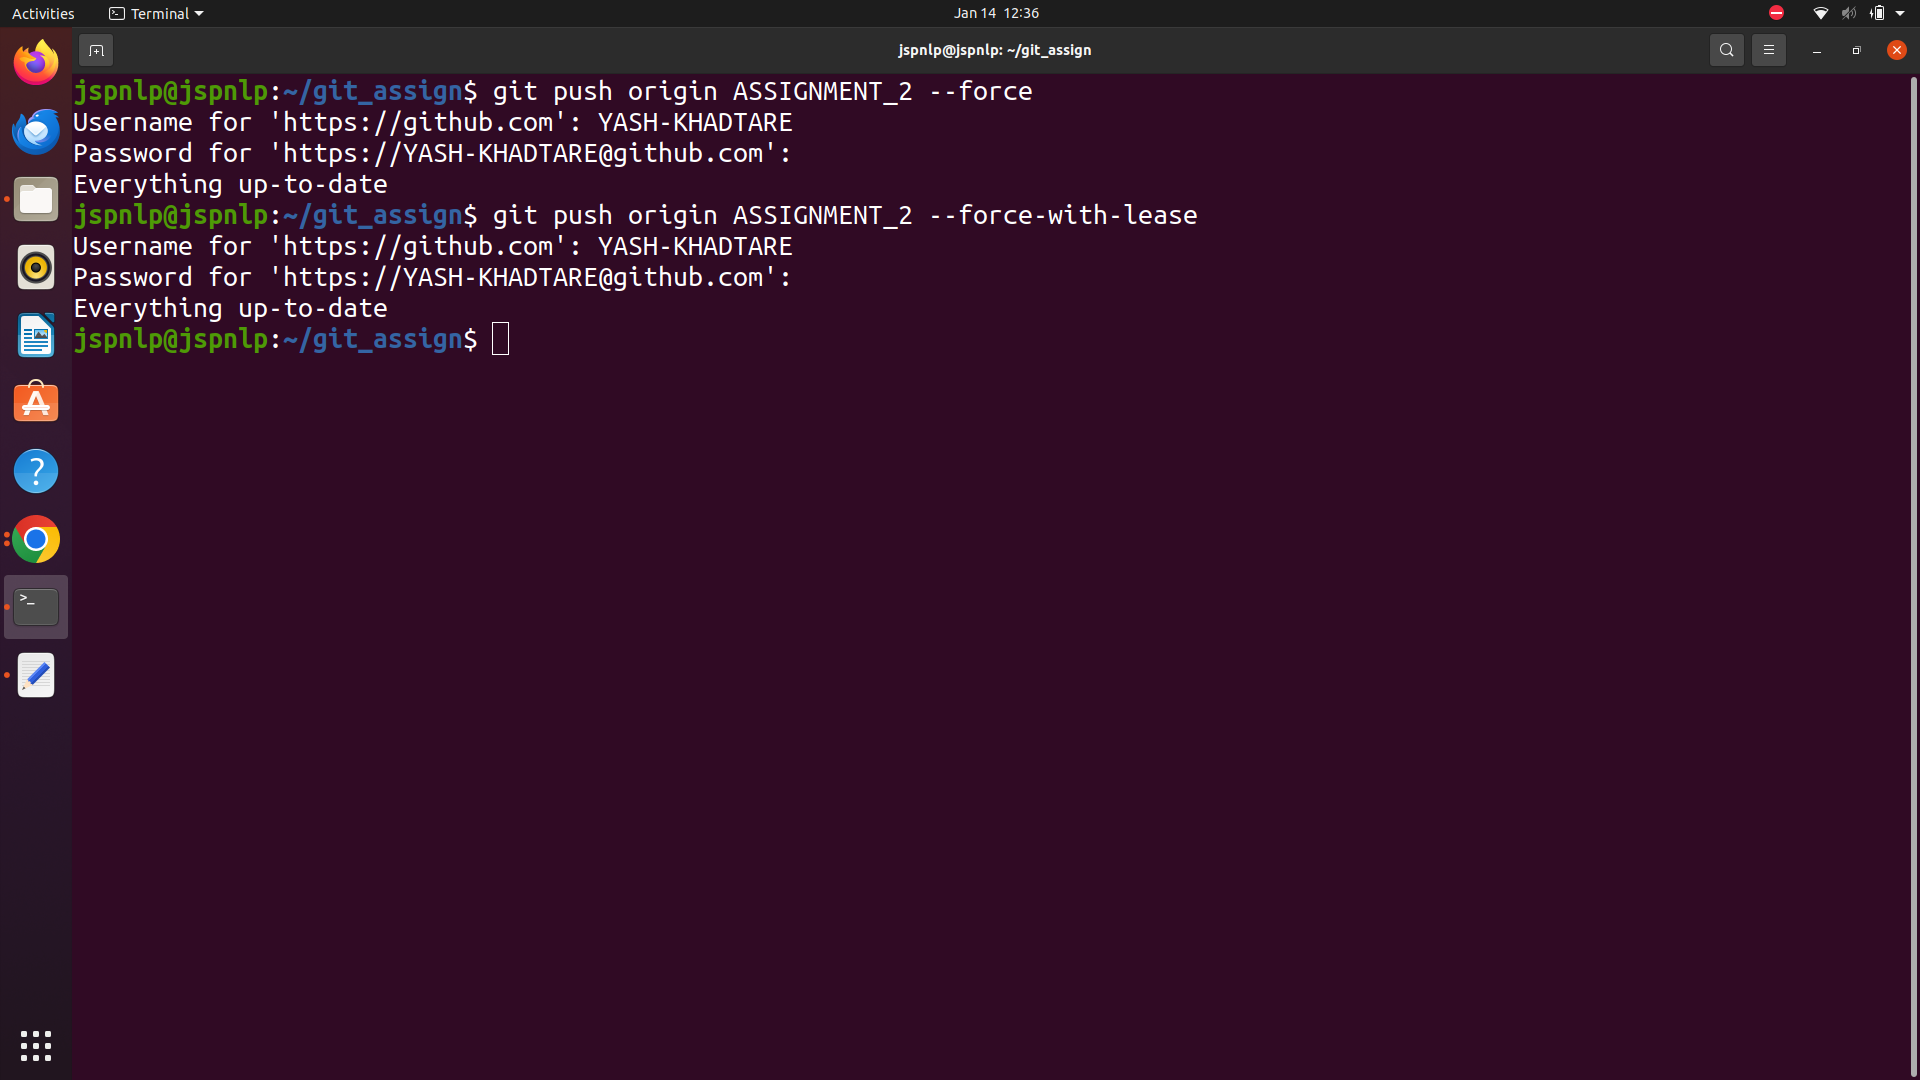 Activities
Terminal
Jan 14 12:36
jspnlp@jspnlp: ~/git_assign
jspnlp@jspnlp:~/git_assign$ git push origin ASSIGNMENT_2 --force
Username for 'https://github.com': YASH-KHADTARE
Password for 'https://YASH-KHADTARE@github.com':
Everything up-to-date
jspnlp@jspnlp:~/git_assign$ git push origin ASSIGNMENT_2 --force-with-lease
Username for 'https://github.com': YASH-KHADTARE
Password for 'https://YASH-KHADTARE@github.com':
Everything up-to-date
jspnlp@jspnlp:~/git_assign$